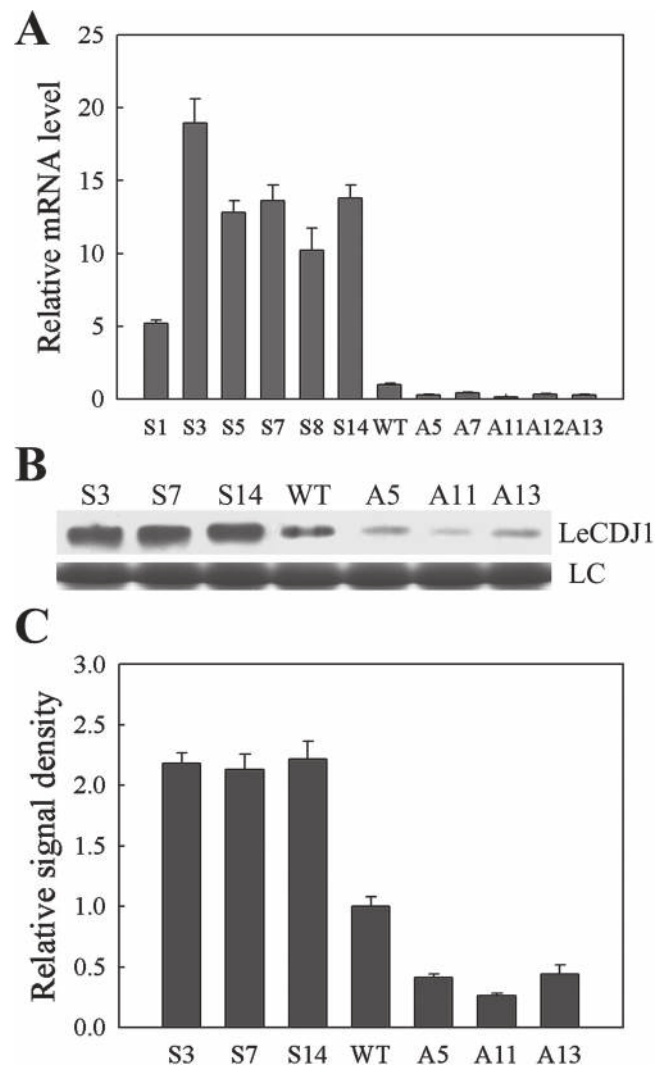 A
25
20
15
10
5
0
Relative mRNA level
S1 S3 S5 S7 S8 S14 WT A5 A7 A11 A12 A13
B
S3 S7 S14 WT A5 A11 A13
LeCDJ1
LC
C
3.0
2.5
2.0
1.5
1.0
0.5
0.0
Relative signal density
S3 S7 S14 WT A5 A11 A13